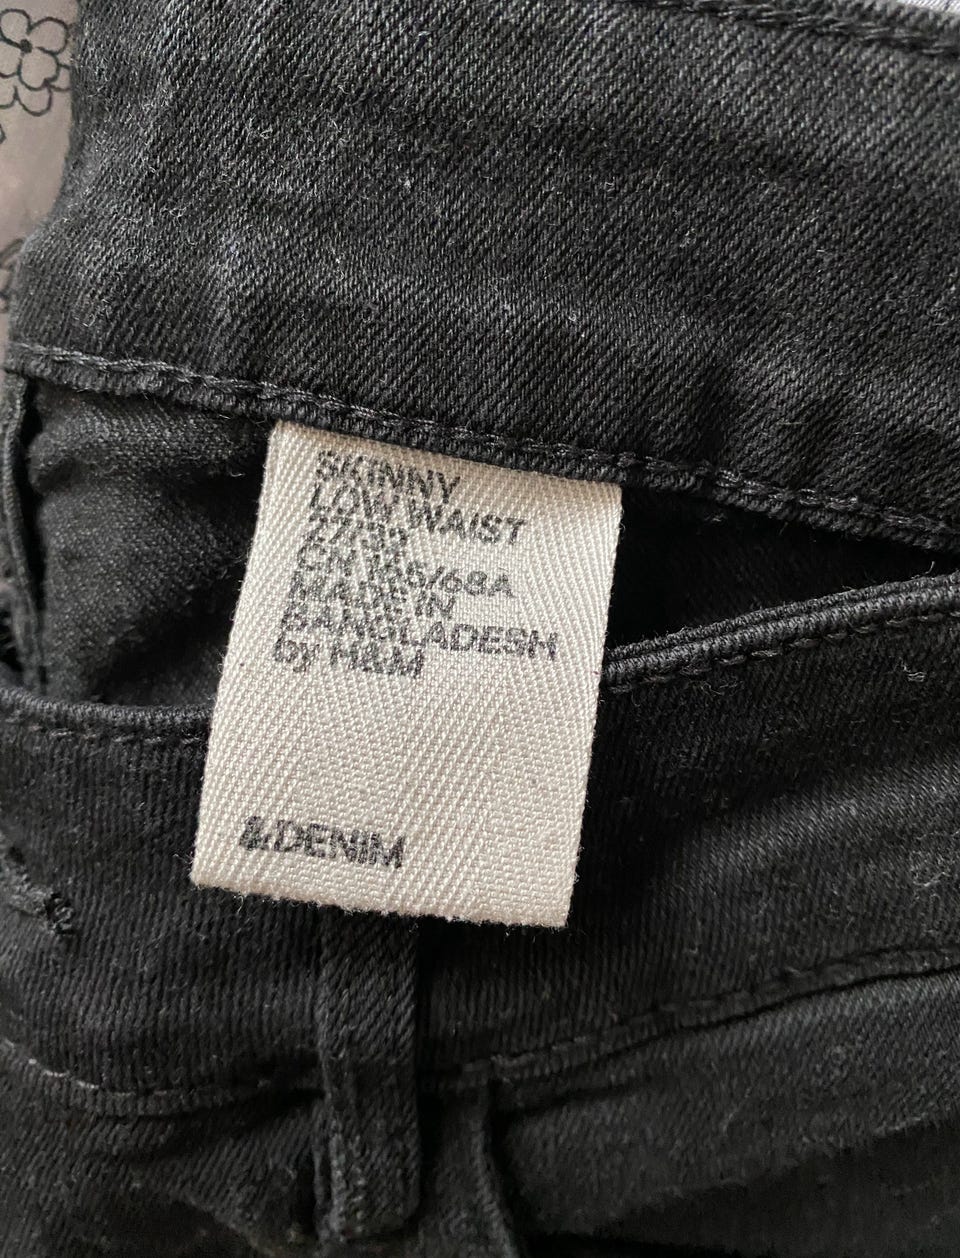 SKINNY
LOW WAIST
27/32
CN 165/68A
MADE IN
BANGLADESH
by H&M
&DENIM